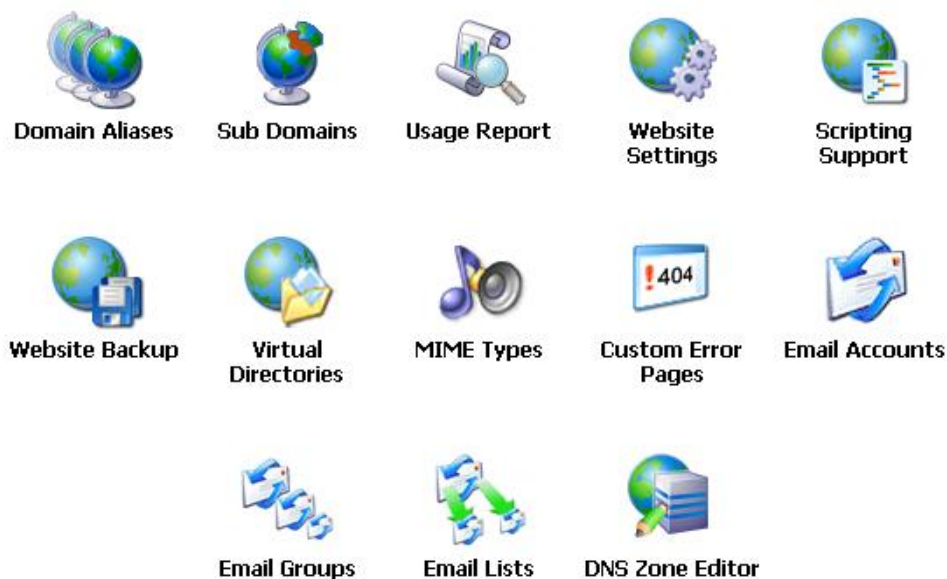 Domain Aliases
Sub Domains
Usage Report
Website
Settings
Scripting
Support
Website Backup
Virtual
Directories
MIME Types
!404
Custom Error
Pages
Email Accounts
Email Groups
Email Lists
DNS Zone Editor